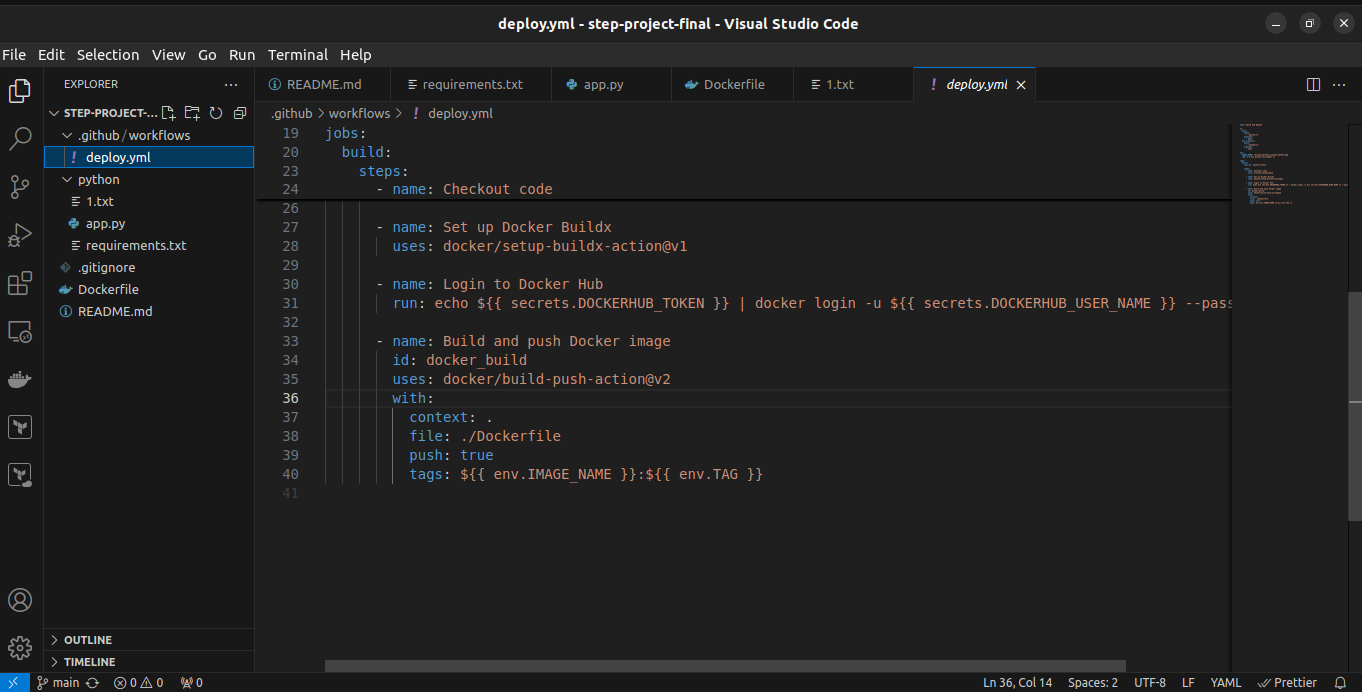 deploy.yml - step-project-final - Visual Studio Code
File Edit Selection View Go Run Terminal Help
EXPLORER
README.md
requirements.txt
app.py
Dockerfile
1.txt
! deploy.yml
STEP-PROJECT-...
.github / workflows
! deploy.yml
python
1.txt
app.py
requirements.txt
.gitignore
Dockerfile
README.md
OUTLINE
TIMELINE
.github > workflows > ! deploy.yml
19 jobs:
20 build:
23 steps:
24 - name: Checkout code
26
27 - name: Set up Docker Buildx
28 uses: docker/setup-buildx-action@v1
29
30 - name: Login to Docker Hub
31 run: echo ${{ secrets.DOCKERHUB_TOKEN }} | docker login -u ${{ secrets.DOCKERHUB_USER_NAME }} --pass
32
33 - name: Build and push Docker image
34 id: docker_build
35 uses: docker/build-push-action@v2
36 with:
37 context: .
38 file: ./Dockerfile
39 push: true
40 tags: ${{ env.IMAGE_NAME }}:${{ env.TAG }}
41
main 0 0 0 Ln 36, Col 14 Spaces: 2 UTF-8 LF YAML Prettier